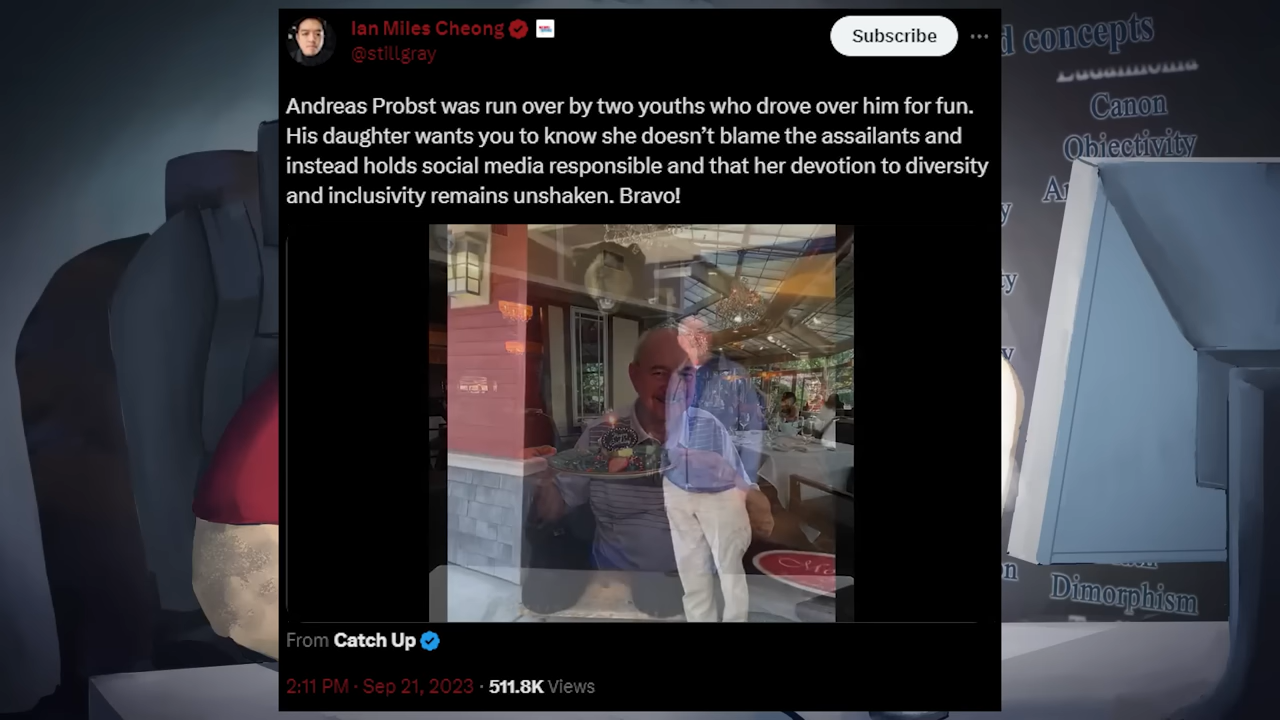 Ian Miles Cheong
@stillgray
Subscribe
Andreas Probst was run over by two youths who drove over him for fun.
His daughter wants you to know she doesn’t blame the assailants and
instead holds social media responsible and that her devotion to diversity
and inclusivity remains unshaken. Bravo!
From Catch Up
2:11 PM · Sep 21, 2023 · 511.8K Views
d concepts
Canon
Objectivity
Dimorphism